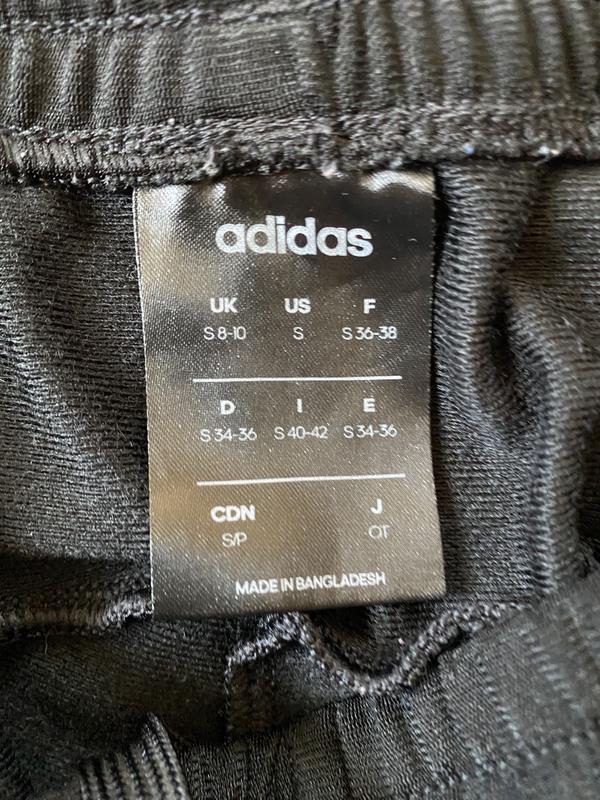 adidas
UK US F
S 8-10 S S 36-38
D I E
S 34-36 S 40-42 S 34-36
CDN J
S/P OT
MADE IN BANGLADESH